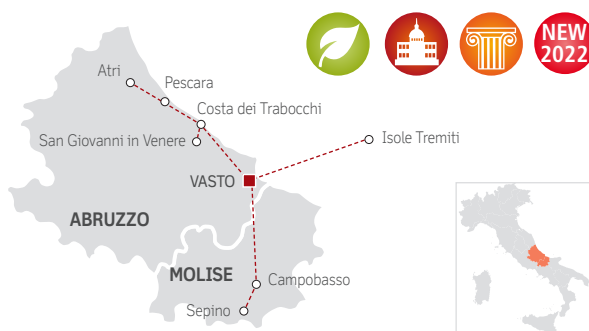 NEW
2022
Atri
Pescara
Costa dei Trabocchi
San Giovanni in Venere
Isole Tremiti
VASTO
ABRUZZO
MOLISE
Campobasso
Sepino